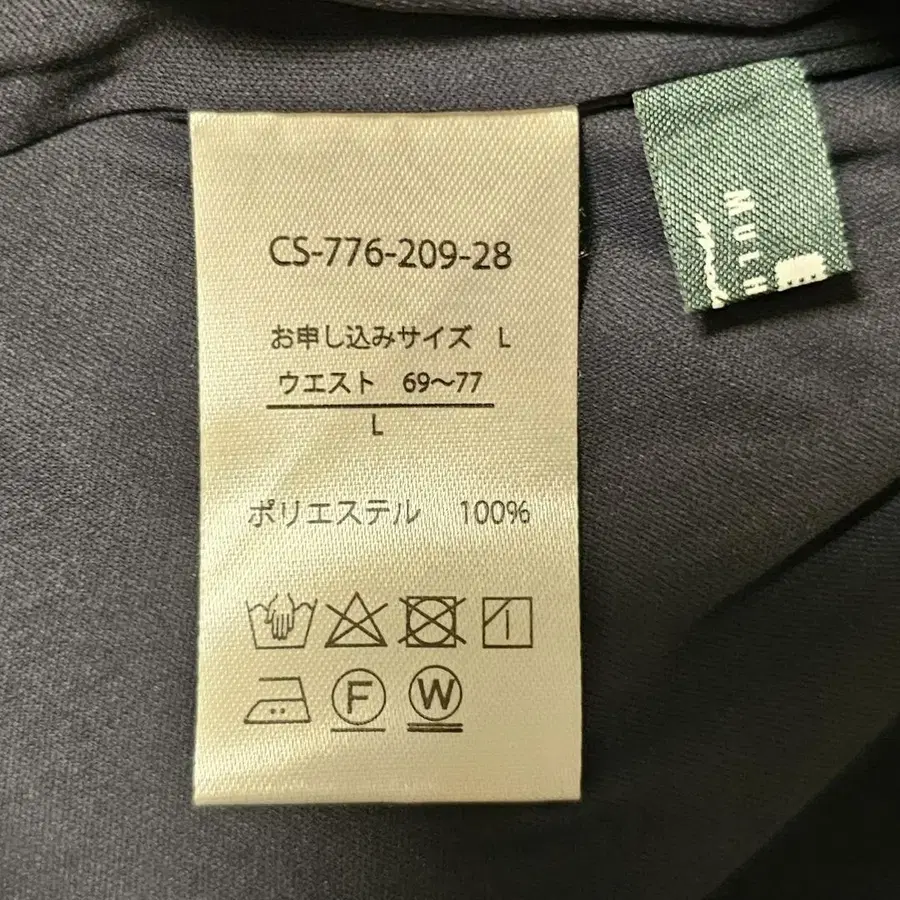 CS-776-209-28
お申し込みサイズ L
ウエスト 69〜77
L
ポリエステル 100%
F W